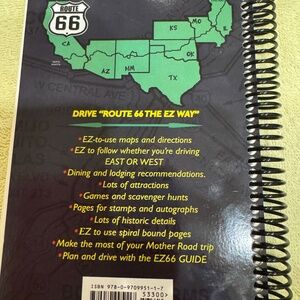 ROUTE
66
MO
KS
CA
OK
AZ
NM
TX
DRIVE "ROUTE 66 THE EZ WAY"
•EZ-to-use maps and directions
•EZ to follow whether you're driving
EAST OR WEST
•Dining and lodging recommendations.
•Lots of attractions
•Games and scavenger hunts
•Pages for stamps and autographs
•Lots of historic details
•EZ to use spiral bound pages
•Make the most of your Mother Road trip
•Plan and drive with the EZ66 GUIDE
ISBN 978-0-9709951-1-7
53300>